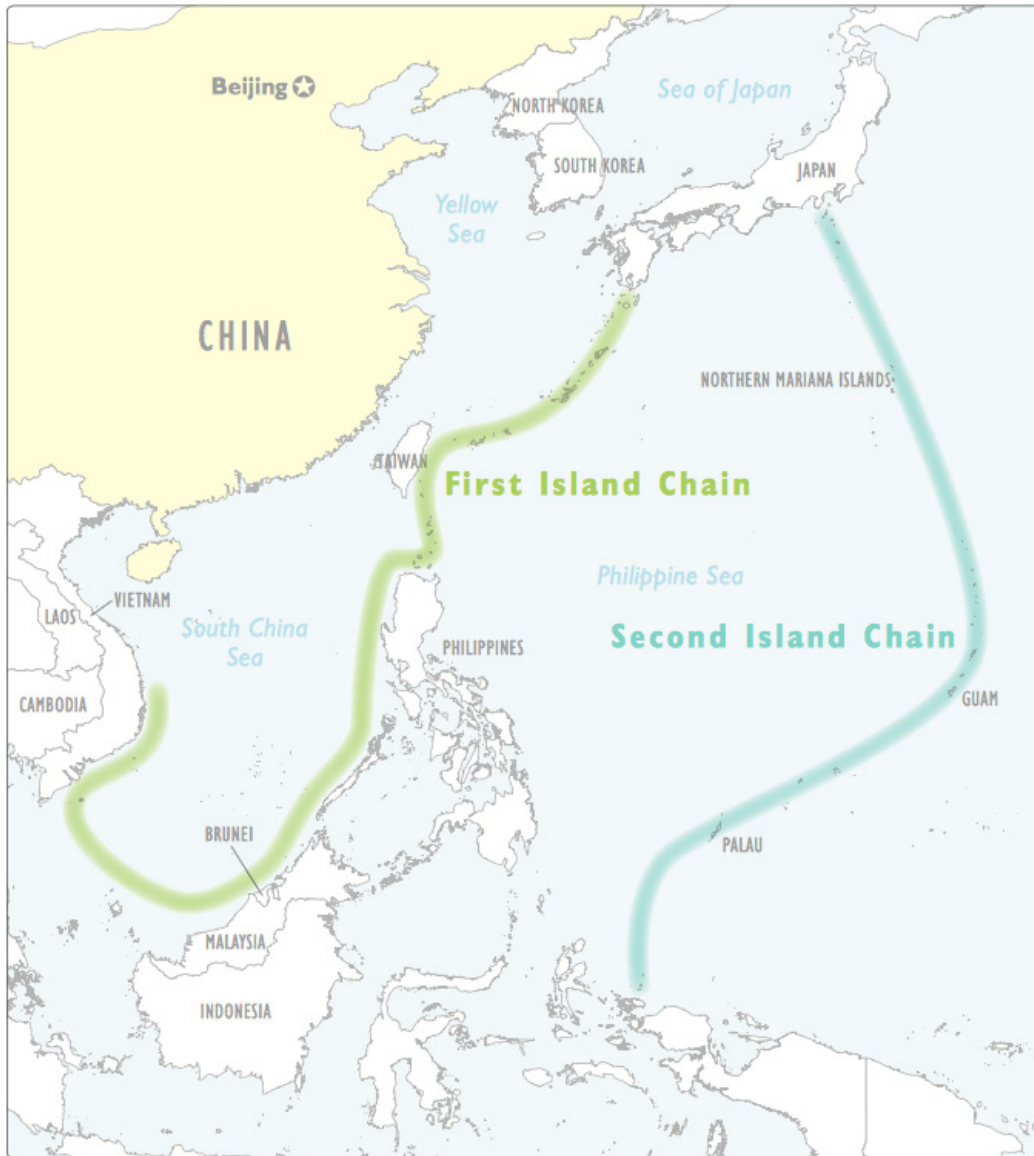 Beijing
Sea of Japan
NORTH KOREA
SOUTH KOREA
JAPAN
Yellow
Sea
CHINA
NORTHERN MARIANA ISLANDS
TAIWAN
First Island Chain
Philippine Sea
VIETNAM
LAOS
South China
Sea
Second Island Chain
PHILIPPINES
CAMBODIA
GUAM
BRUNEI
PALAU
MALAYSIA
INDONESIA